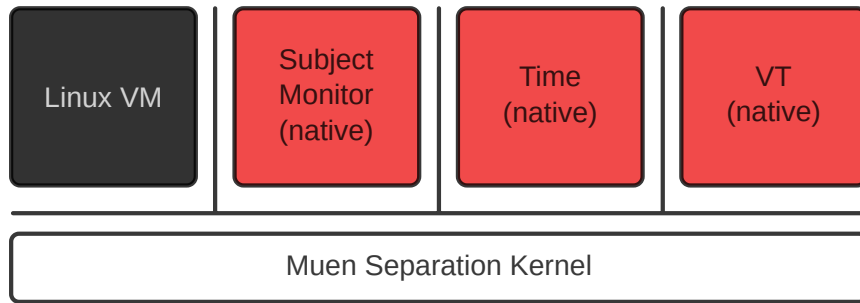 Linux VM
Subject
Monitor
(native)
Time
(native)
VT
(native)
Muen Separation Kernel